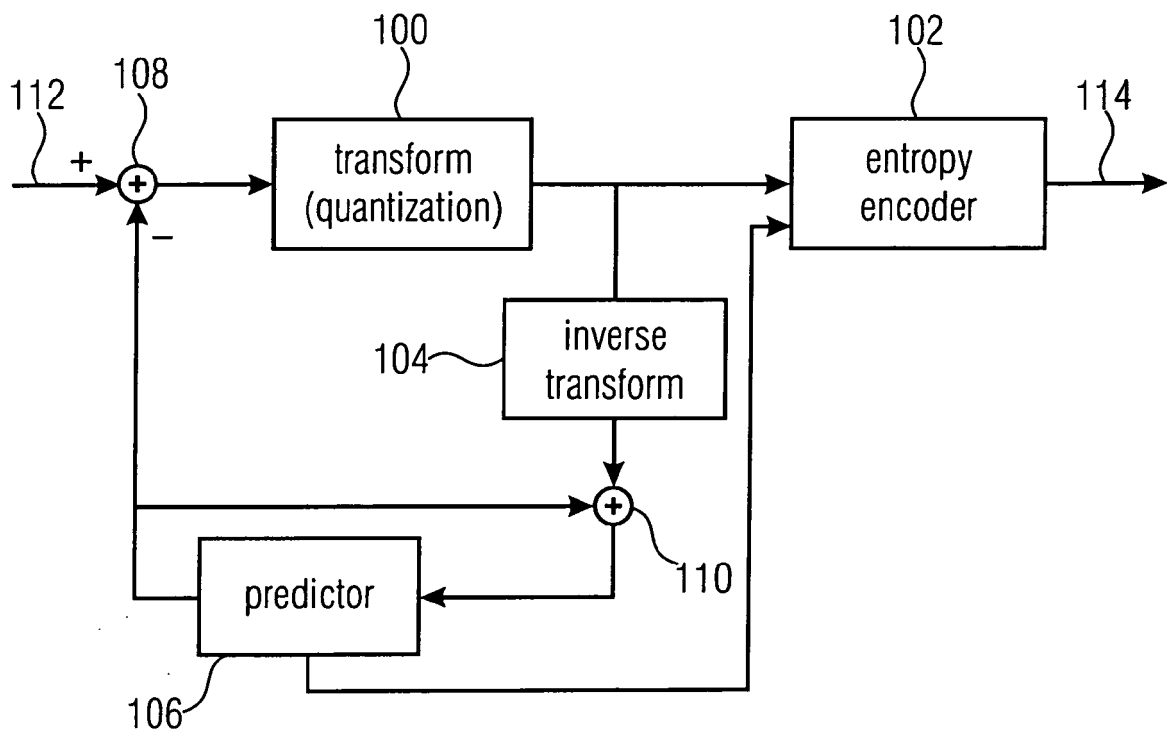 100
102
108
112
114
+
+
transform
(quantization)
entropy
encoder
−
inverse
transform
104
+
110
predictor
106